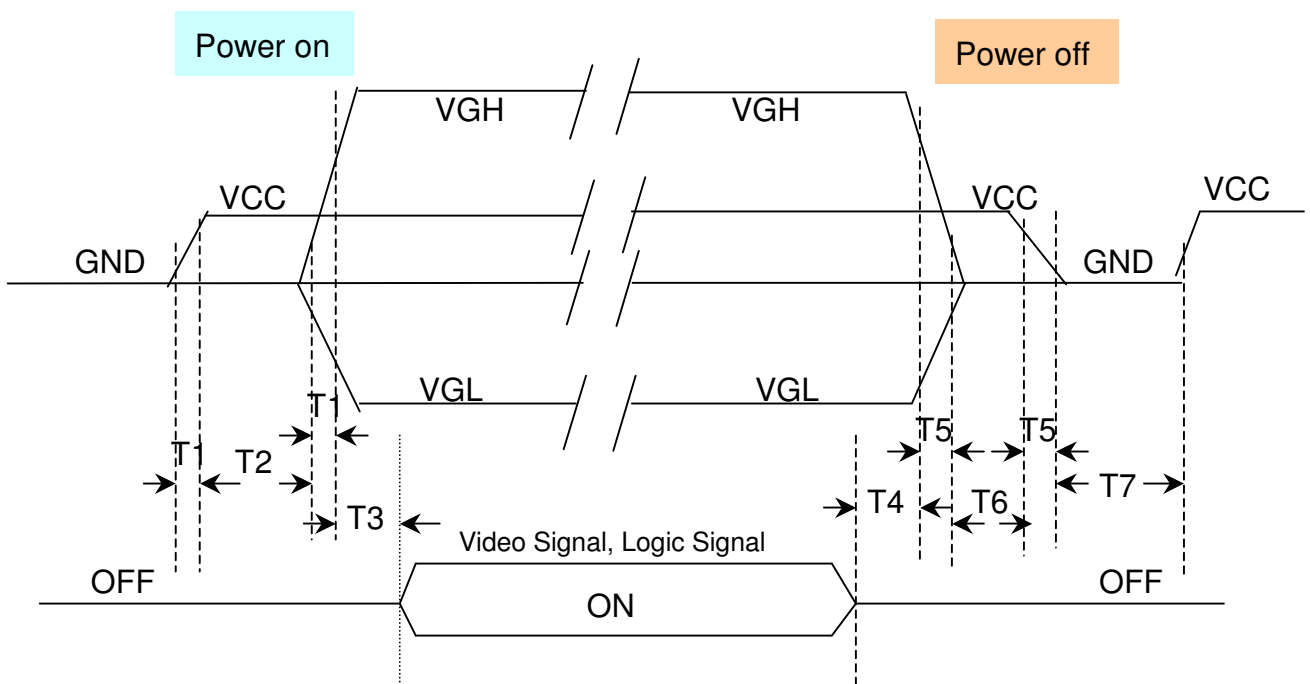 Power on
Power off
VGH
VGH
VCC
VCC
VCC
GND
GND
VGL
VGL
T1
T5
T5
T1
T2
T7
T3
T4
T6
Video Signal, Logic Signal
OFF
ON
OFF